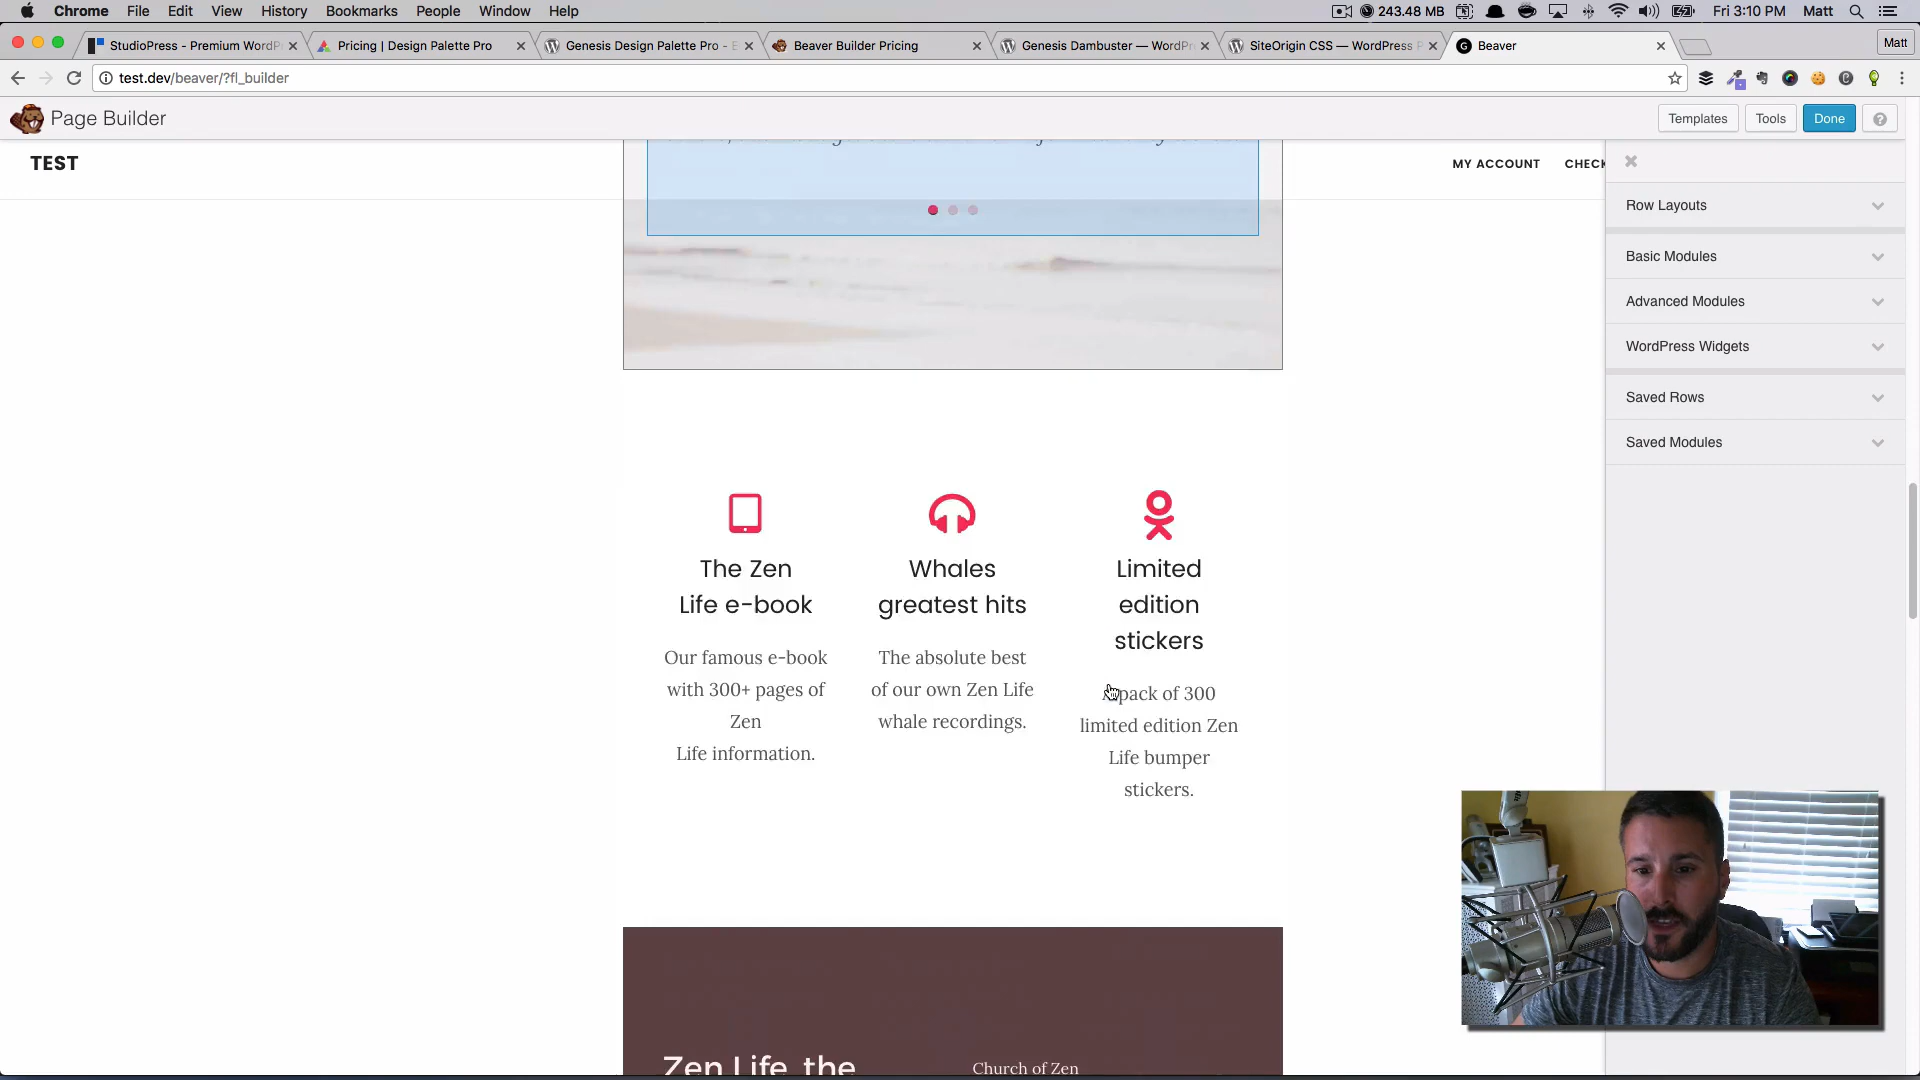 Chrome File Edit View History Bookmarks People Window Help 243.48 MB Fri 3:10 PM Matt
StudioPress - Premium WordPr
Pricing | Design Palette Pro
Genesis Design Palette Pro - E
Beaver Builder Pricing
Genesis Dambuster — WordPr
SiteOrigin CSS — WordPress P
Beaver
Matt
test.dev/beaver/?fl_builder
Page Builder
Templates
Tools
Done
?
TEST
MY ACCOUNT
CHECK
Row Layouts
Basic Modules
Advanced Modules
WordPress Widgets
Saved Rows
Saved Modules
The Zen
Life e-book
Our famous e-book
with 300+ pages of
Zen
Life information.
Whales
greatest hits
The absolute best
of our own Zen Life
whale recordings.
Limited
edition
stickers
pack of 300
limited edition Zen
Life bumper
stickers.
Zen Life, the
Church of Zen